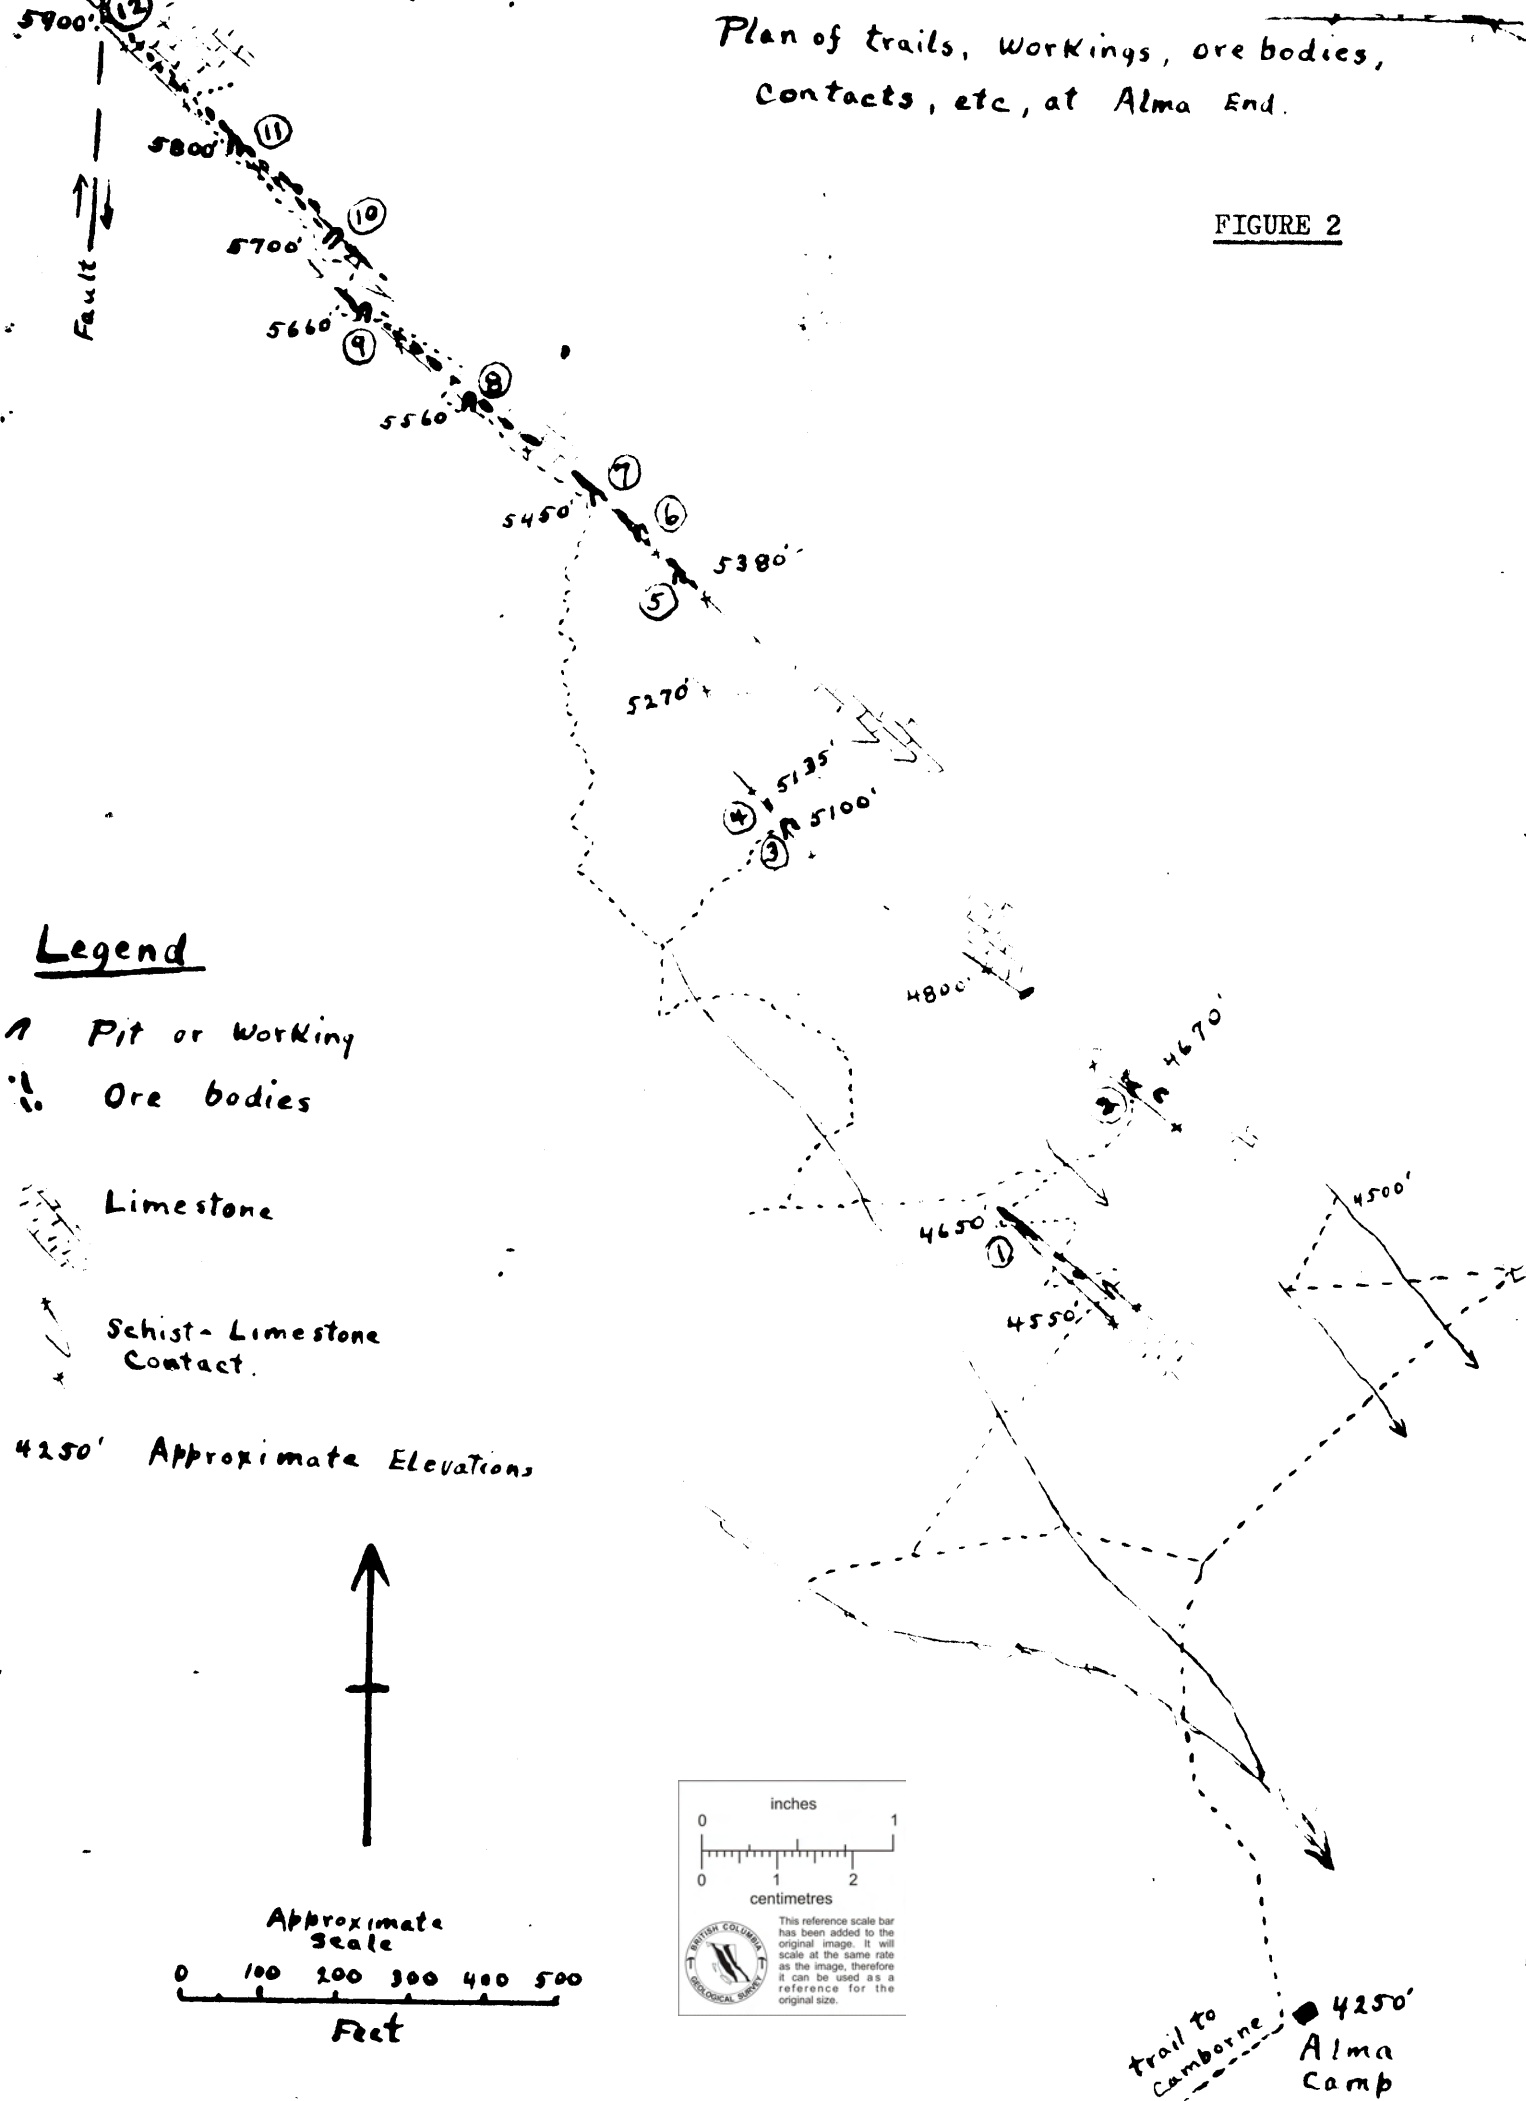 Plan of trails, workings, ore bodies,
contacts, etc, at Alma End.
FIGURE 2
5900'
12
11
5800'
10
5700'
Fault
5660'
9
8
5560
7
5450'
6
5380'
5
5270'
5135'
4
5100'
3
4800'
4670'
2
4500'
4650'
1
4550'
Legend
Pit or Working
Ore bodies
Limestone
Schist-Limestone
Contact.
4250' Approximate Elevations
Approximate
Scale
0 100 200 300 400 500
Feet
inches
0 1
0 1 2
centimetres
This reference scale bar
has been added to the
original image. It will
scale at the same rate
as the image, therefore
it can be used as a
reference for the
original size.
BRITISH COLUMBIA
GEOLOGICAL SURVEY
trail to
Camborne
4250'
Alma
Camp